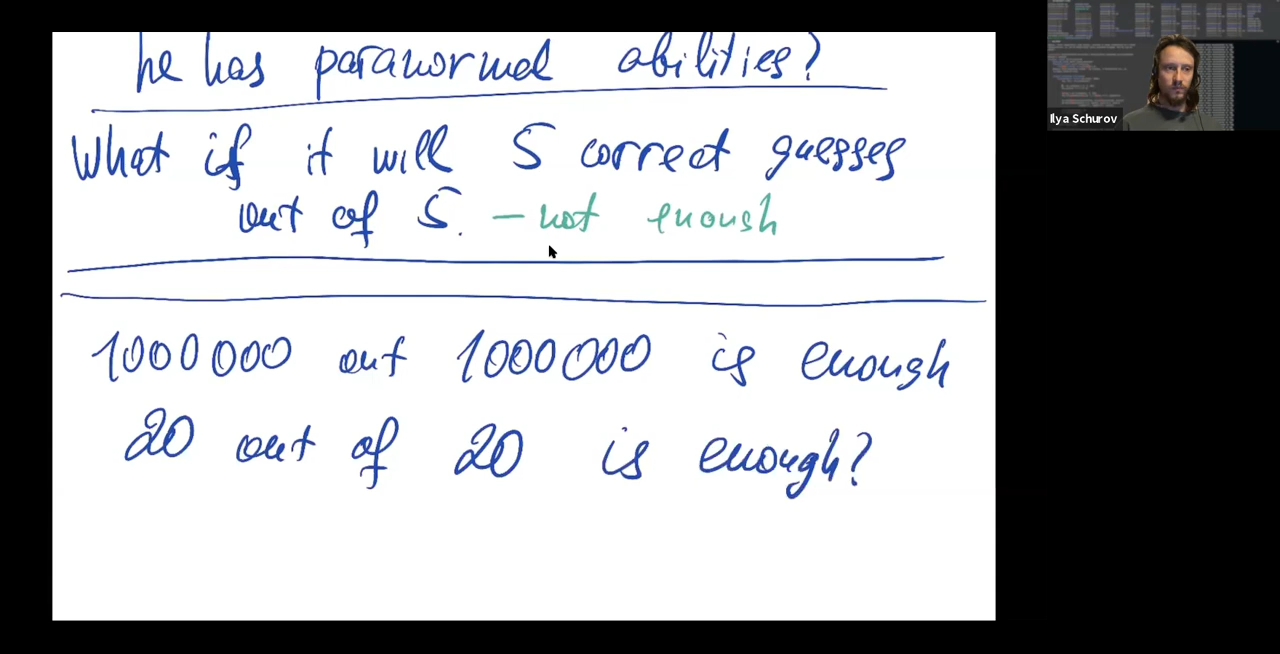 he has paranormal abilities?
What if it will 5 correct guesses
out of 5. - not enough
1000000 out 1000000 is enough
20 out of 20 is enough?
Ilya Schurov